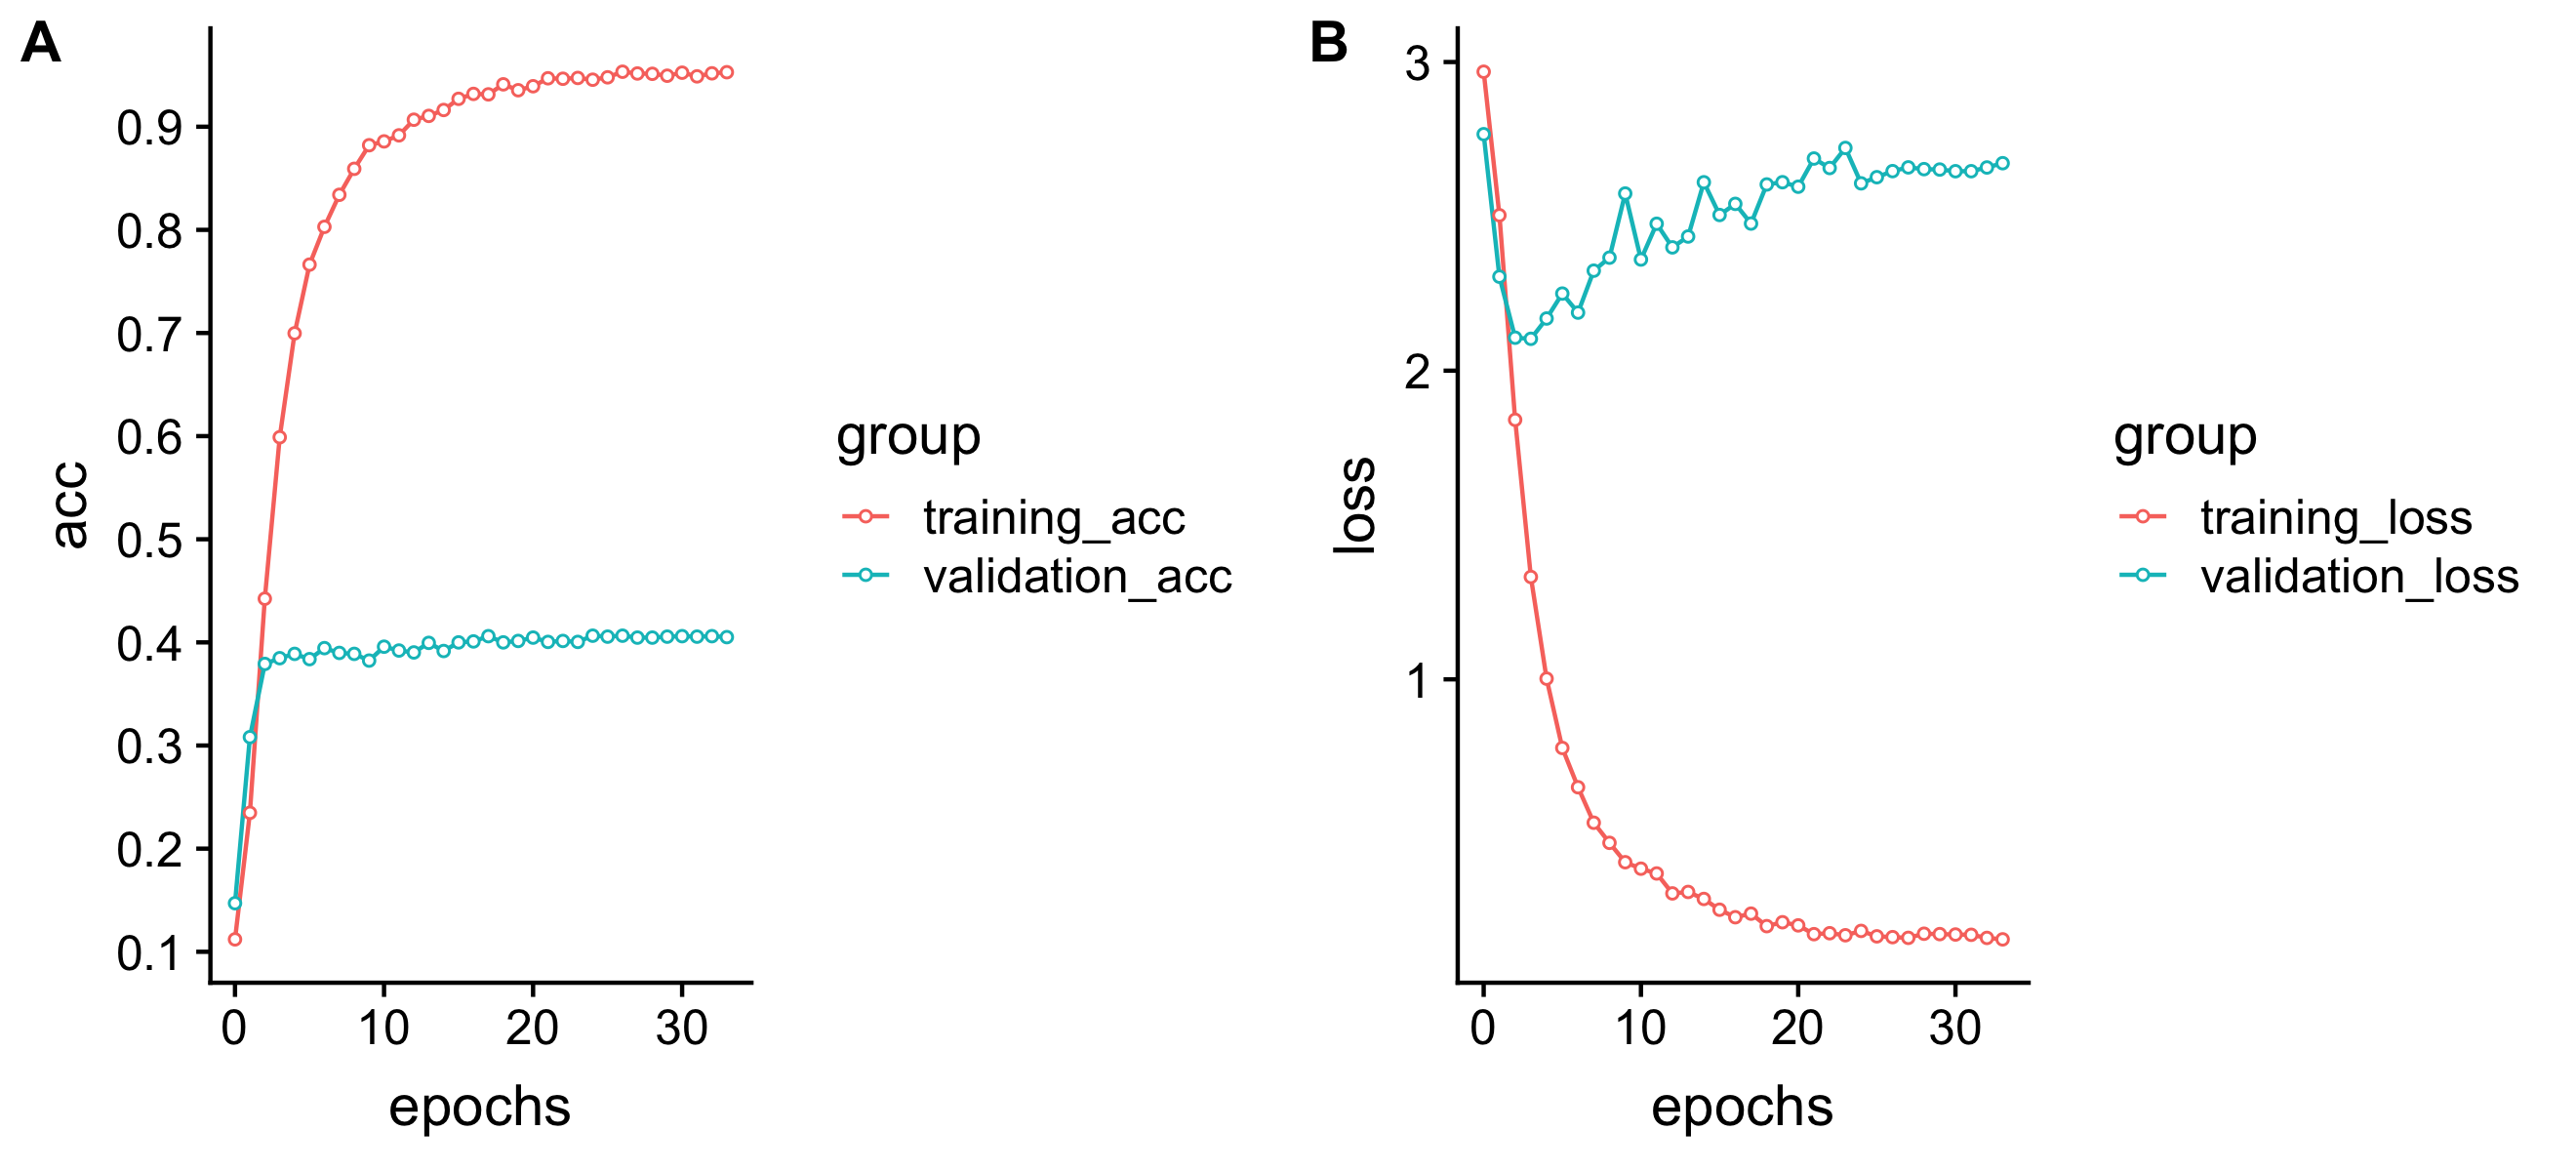 A
acc
0.9
0.8
0.7
0.6
0.5
0.4
0.3
0.2
0.1
0 10 20 30
epochs
group
training_acc
validation_acc
B
loss
3
2
1
0 10 20 30
epochs
group
training_loss
validation_loss